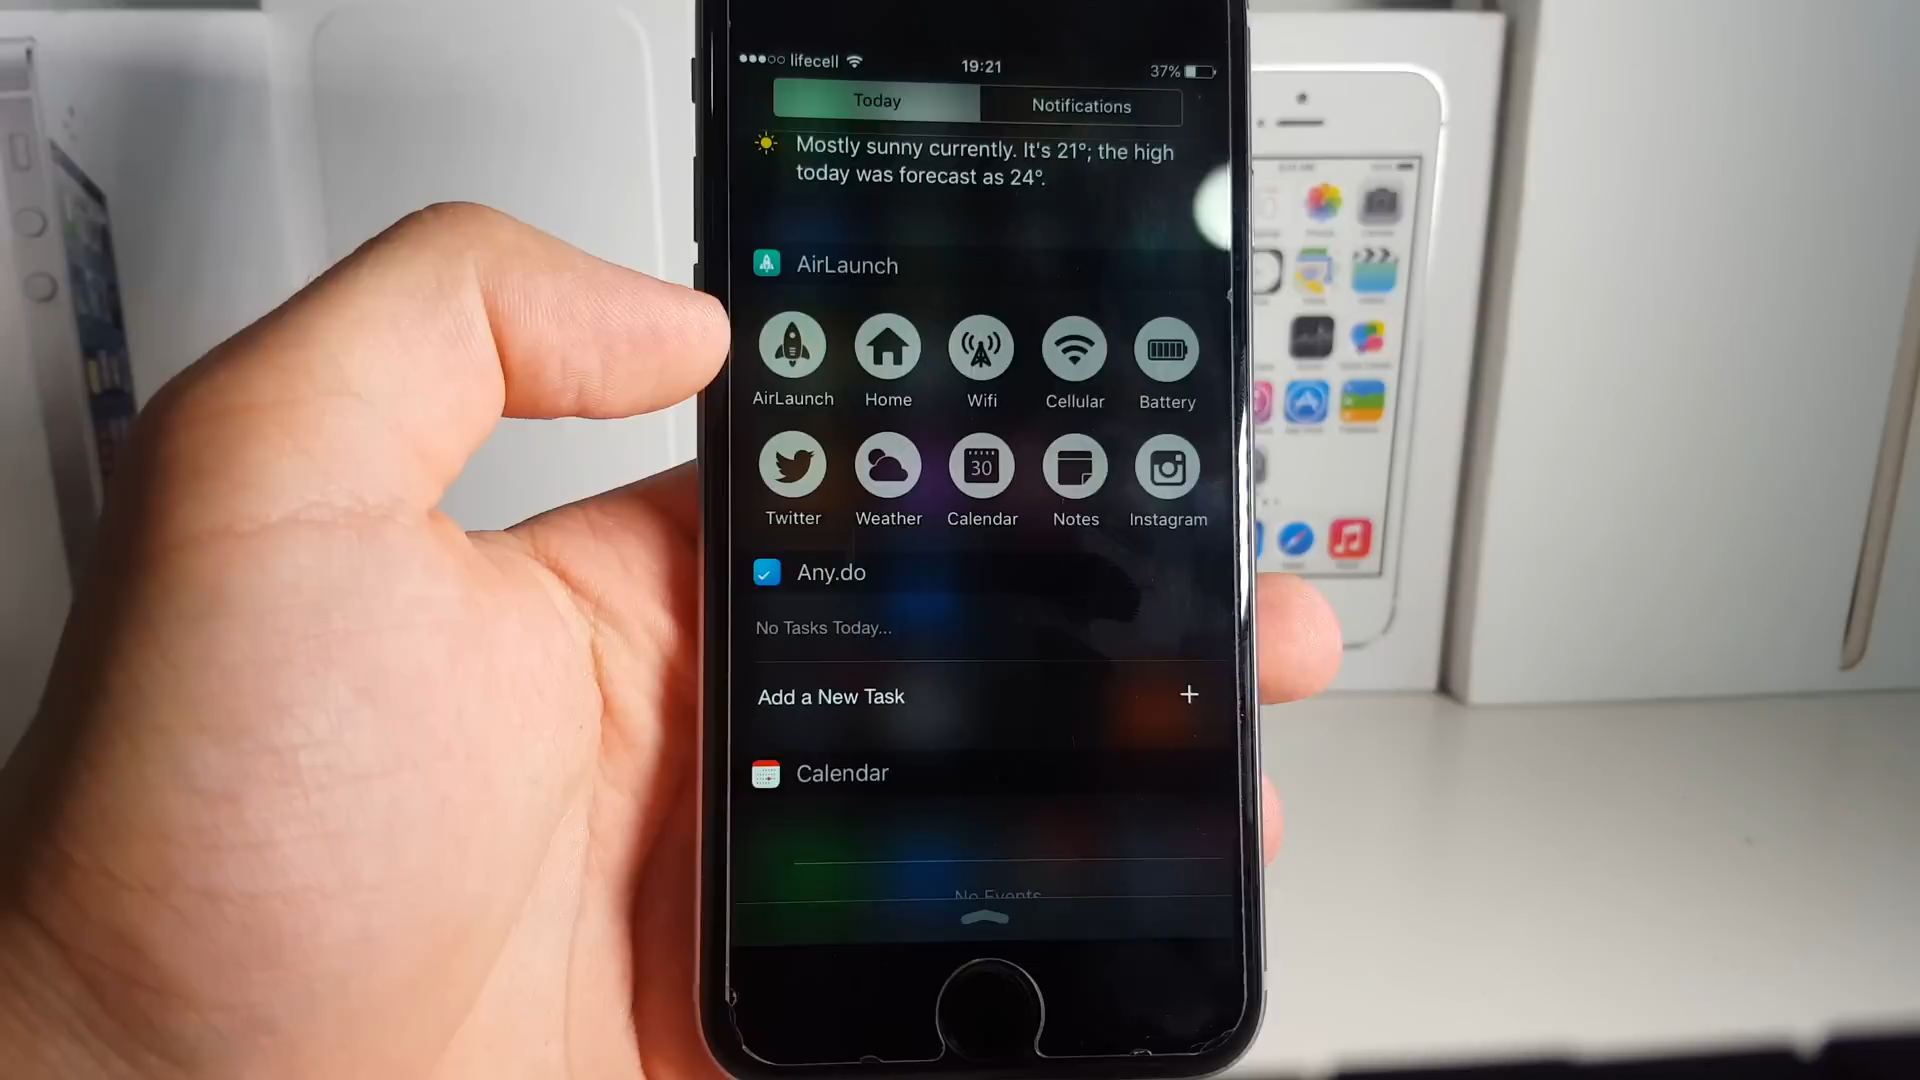 lifecell
19:21
37%
Today
Notifications
Mostly sunny currently. It's 21°; the high
today was forecast as 24°.
AirLaunch
AirLaunch
Home
Wifi
Cellular
Battery
30
Twitter
Weather
Calendar
Notes
Instagram
Any.do
No Tasks Today...
Add a New Task
+
Calendar
No Events